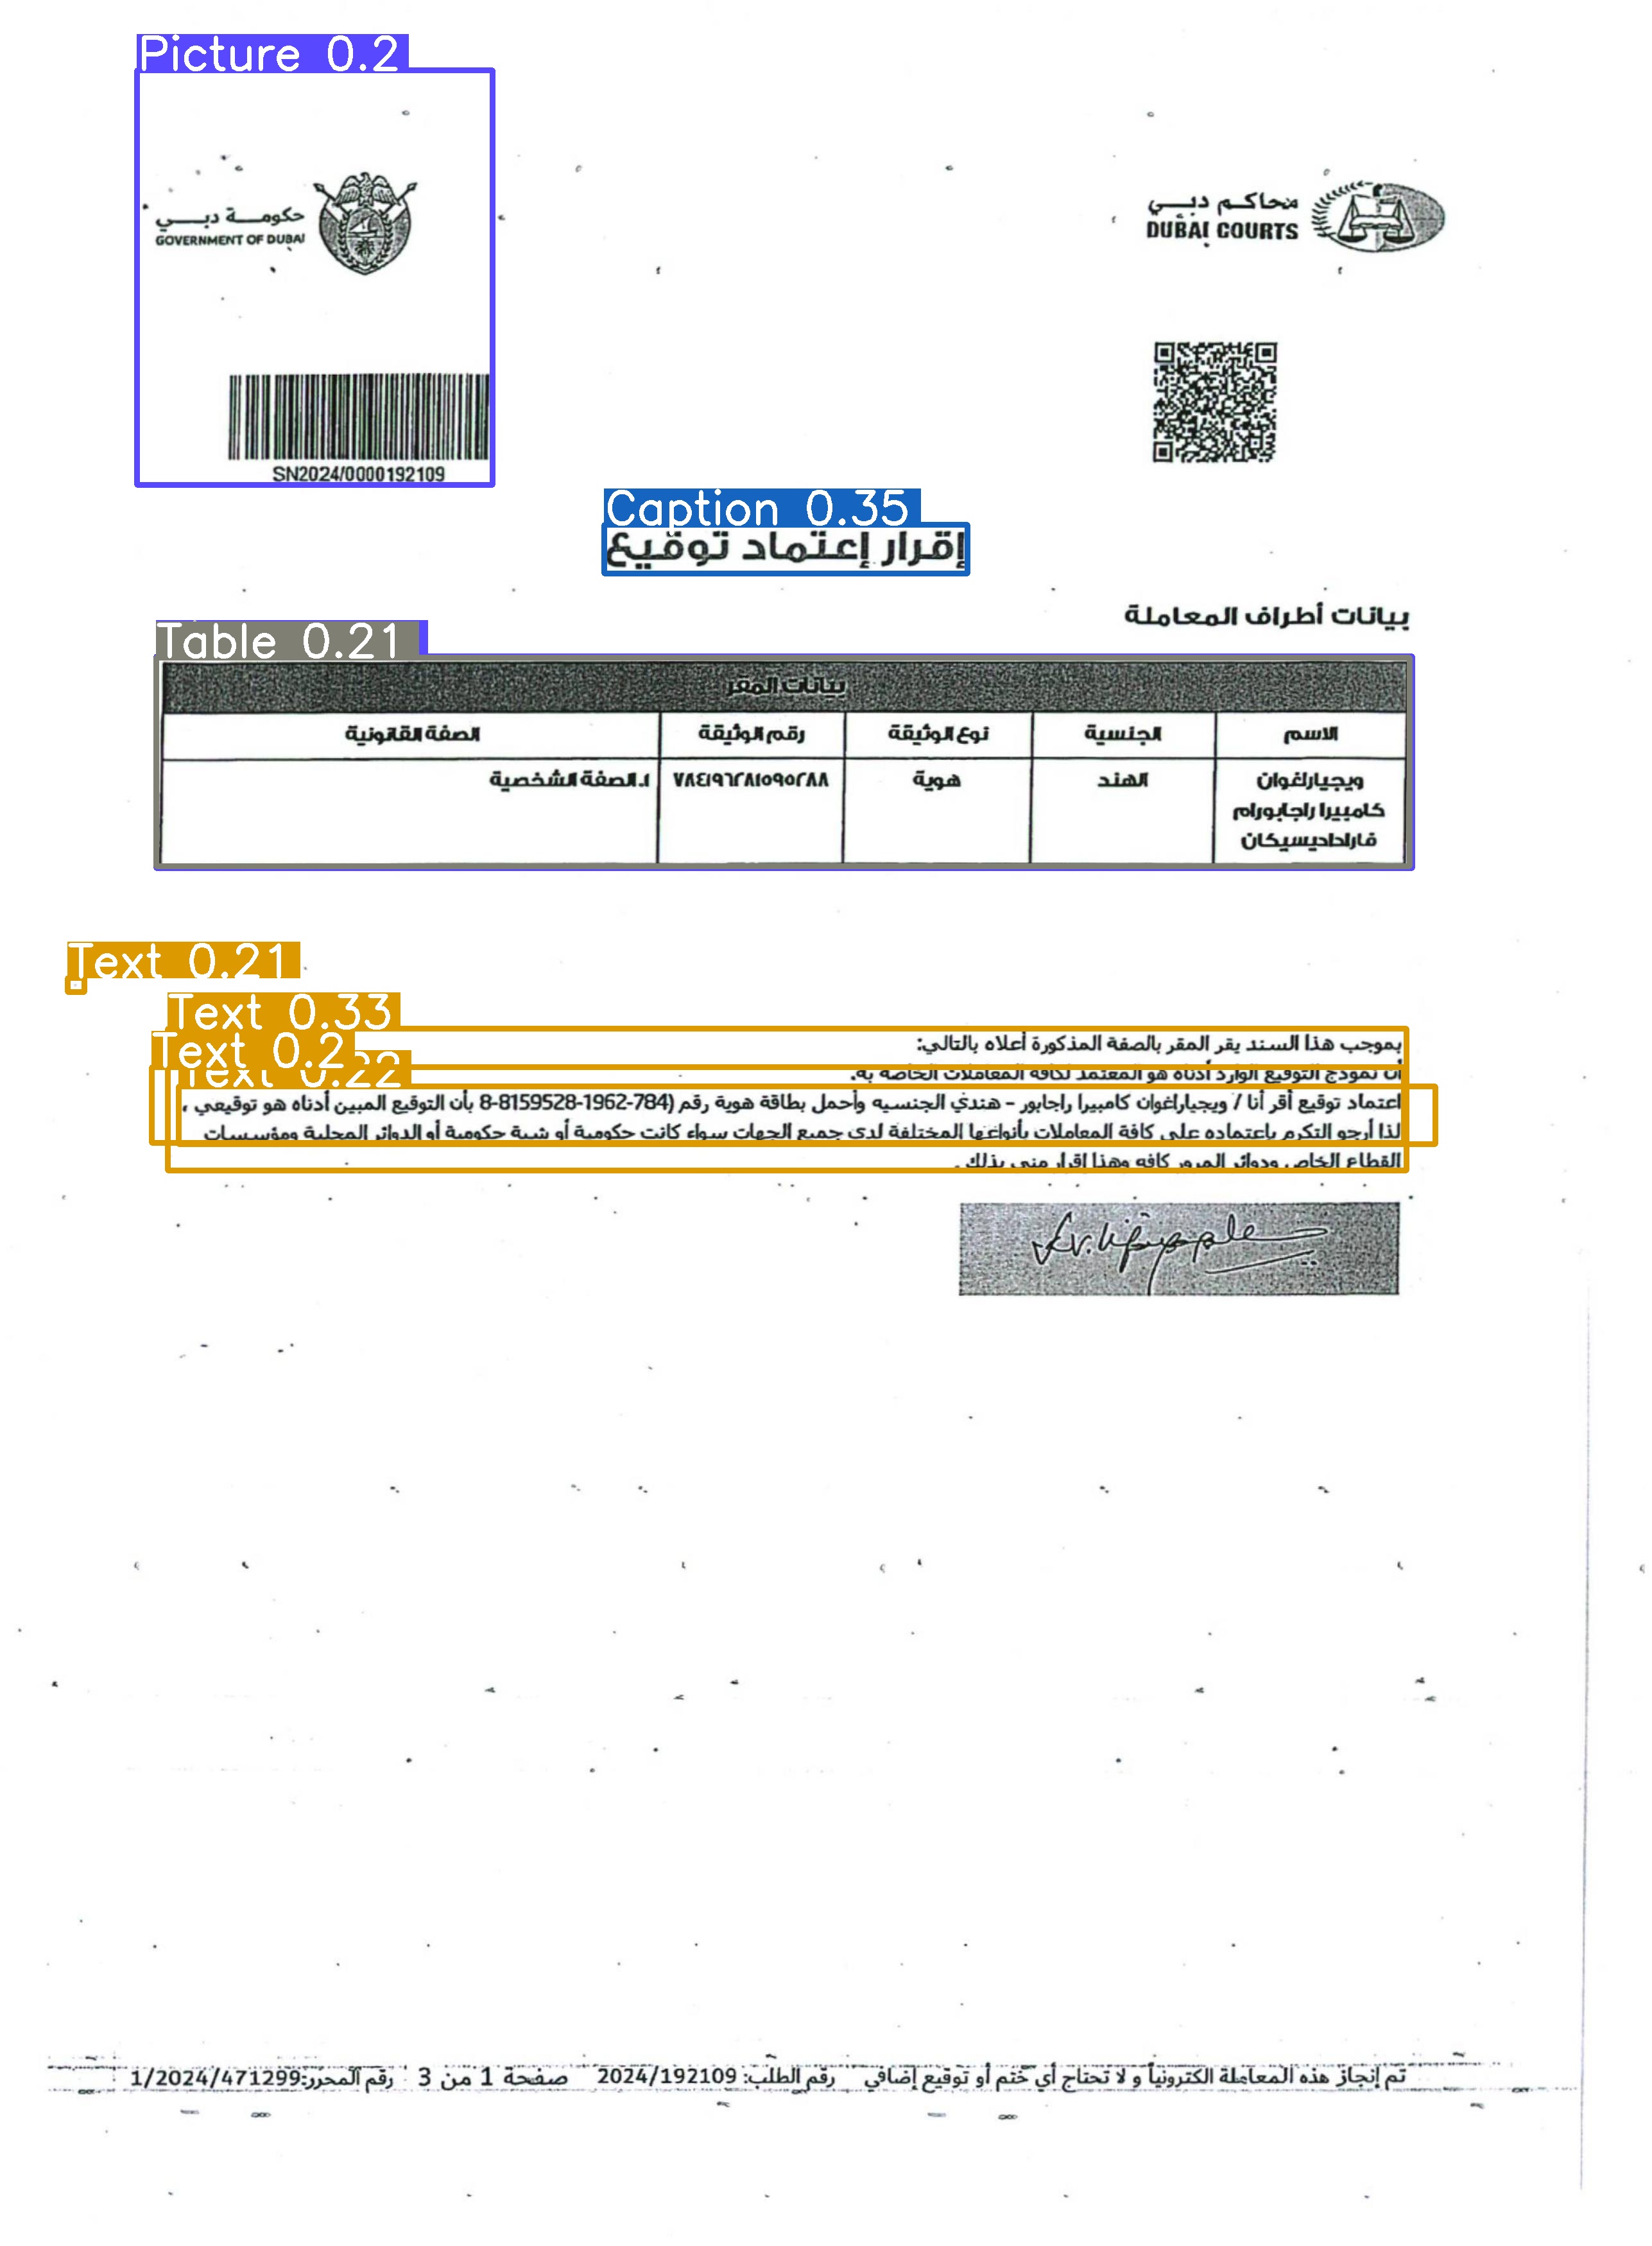 Picture 0.2
حكومة دبي
GOVERNMENT OF DUBAI
محاكم دبي
DUBAI COURTS
SN2024/0000192109
Caption 0.35
إقرار إعتماد توقيع
بيانات أطراف المعاملة
Table 0.21
بيانات المقر
الاسم الجنسية نوع الوثيقة رقم الوثيقة الصفة القانونية
ويجياراغوان الهند هوية ٧٨٤١٩٦٢٨١٥٩٥٢٨٨ ١. الصفة الشخصية
كامبيرا راجابورام
فاراداديسيكان
Text 0.21
Text 0.33
بموجب هذا السند يقر المقر بالصفة المذكورة أعلاه بالتالي:
Text 0.2
Text 0.22
أن نموذج التوقيع الوارد أدناه هو المعتمد لكافة المعاملات الخاصة به.
اعتماد توقيع أقر أنا / ويجياراغوان كامبيرا راجابور - هندي الجنسيه وأحمل بطاقة هوية رقم (784-1962-8159528-8 بأن التوقيع المبين أدناه هو توقيعي ،
لذا أرجو التكرم باعتماده على كافة المعاملات بأنواعها المختلفة لدى جميع الجهات سواء كانت حكومية أو شبة حكومية أو الدوائر المحلية ومؤسسات
القطاع الخاص ودوائر المرور كافه وهذا إقرار مني بذلك .
تم إنجاز هذه المعاملة الكترونياً و لا تحتاج أي ختم أو توقيع إضافي رقم الطلب: 2024/192109 صفحة 1 من 3 رقم المحرر:1/2024/471299